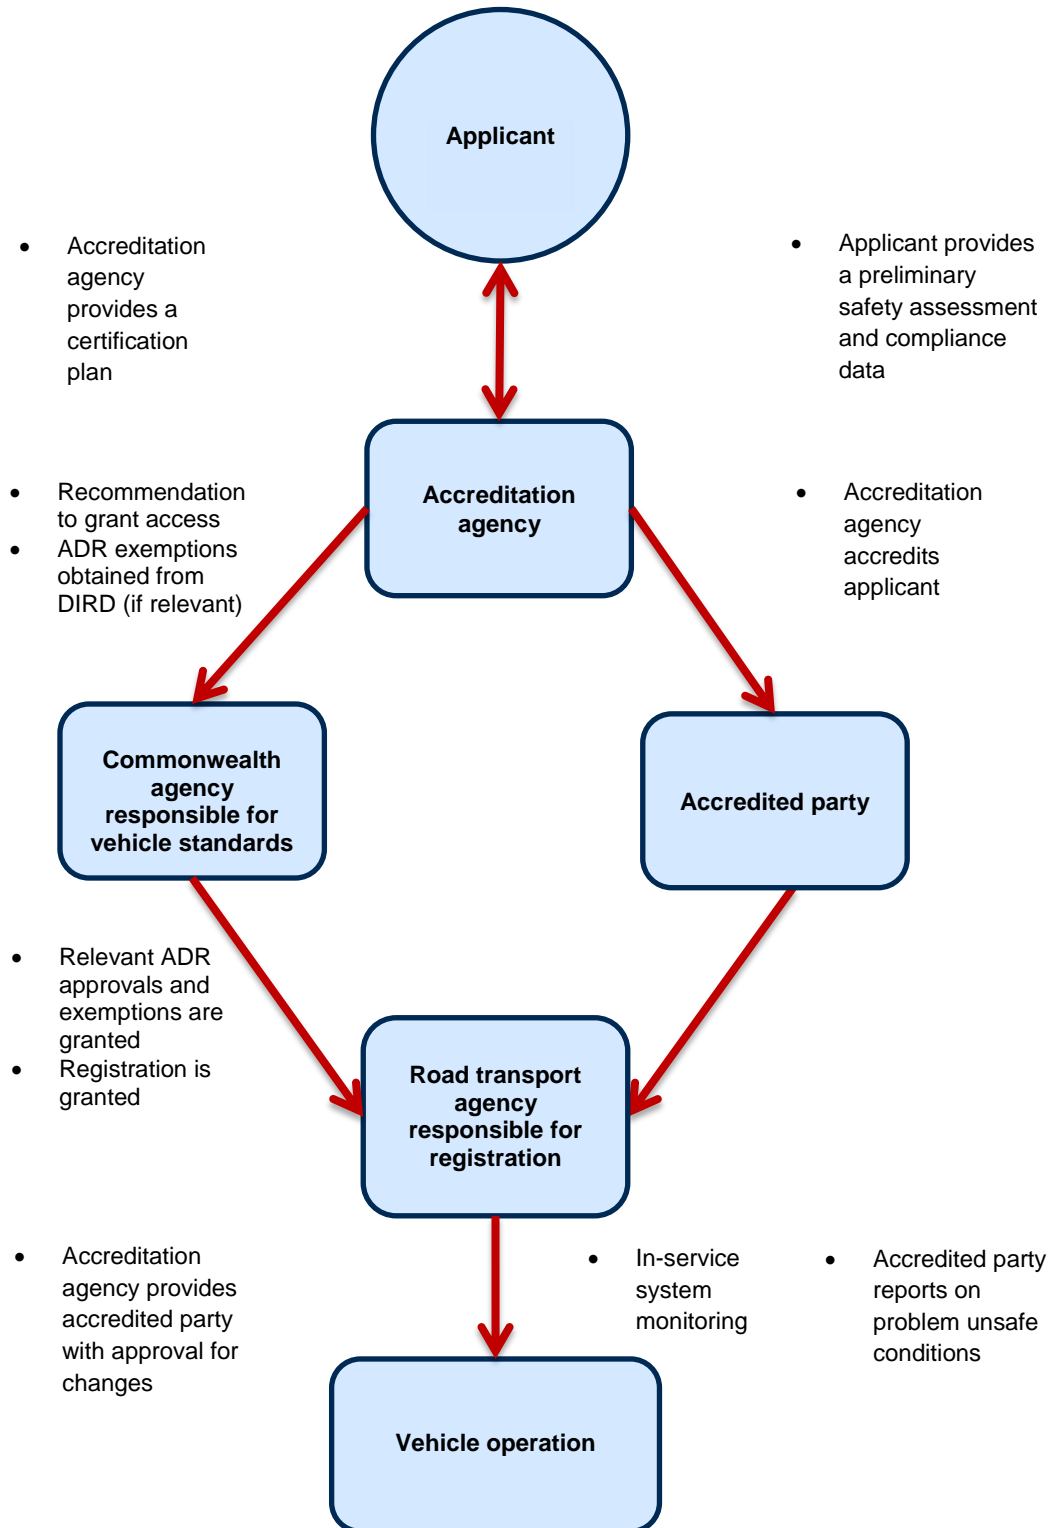 Applicant
• Accreditation
agency
provides a
certification
plan
• Applicant provides
a preliminary
safety assessment
and compliance
data
Accreditation
agency
• Recommendation
to grant access
• ADR exemptions
obtained from
DIRD (if relevant)
• Accreditation
agency
accredits
applicant
Commonwealth
agency
responsible for
vehicle standards
Accredited party
• Relevant ADR
approvals and
exemptions are
granted
• Registration is
granted
Road transport
agency
responsible for
registration
• Accreditation
agency provides
accredited party
with approval for
changes
• In-service
system
monitoring
• Accredited party
reports on
problem unsafe
conditions
Vehicle operation